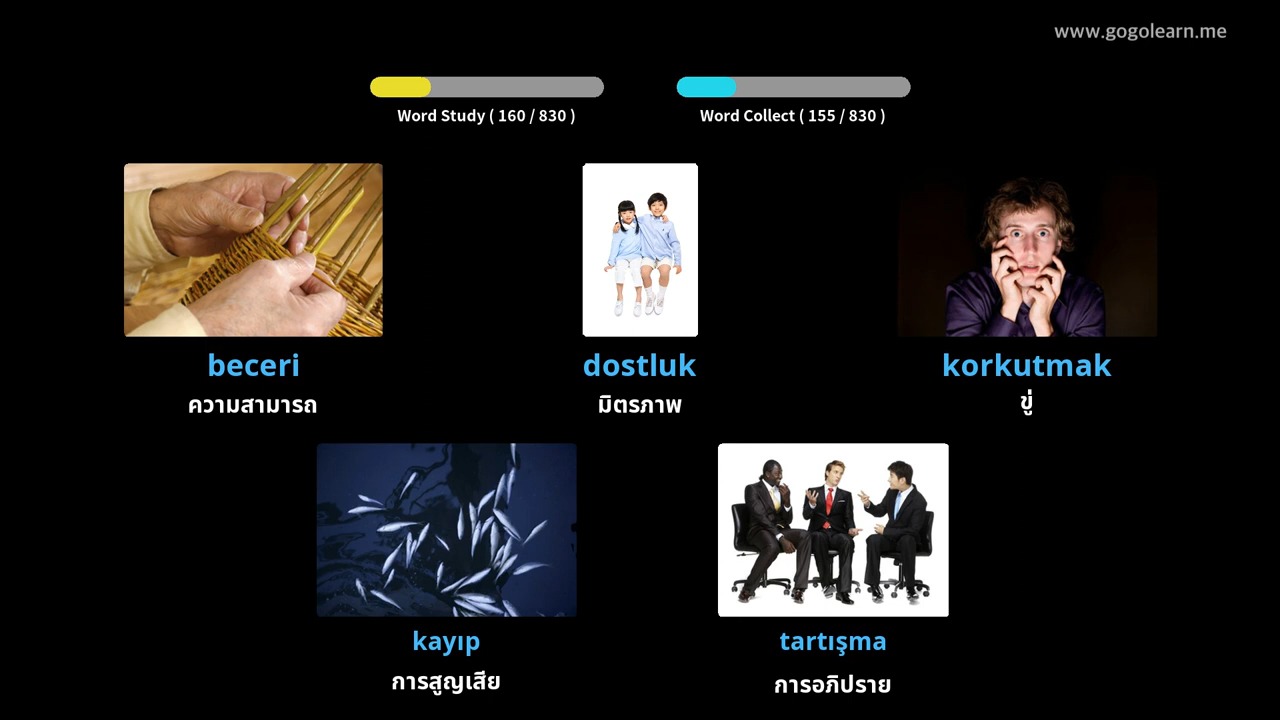 www.gogolearn.me
Word Study ( 160 / 830 )
Word Collect ( 155 / 830 )
beceri
ความสามารถ
dostluk
มิตรภาพ
korkutmak
ขู่
kayıp
การสูญเสีย
tartışma
การอภิปราย